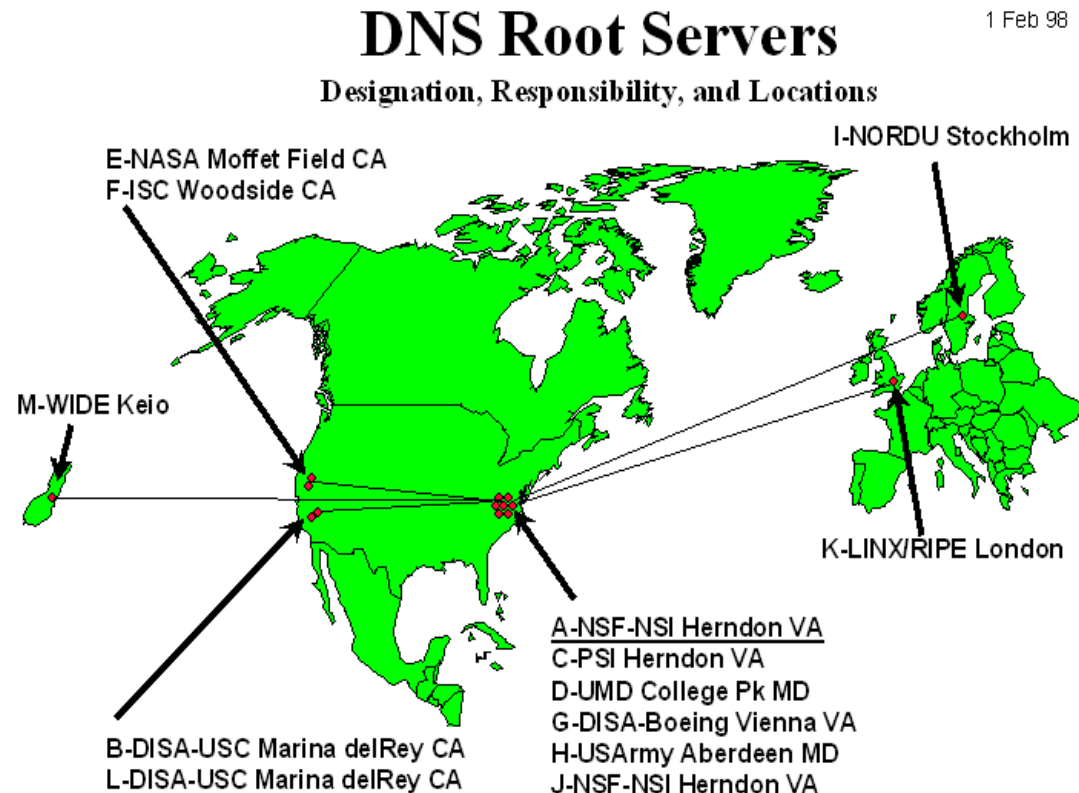 DNS Root Servers
1 Feb 98
Designation, Responsibility, and Locations
I-NORDU Stockholm
E-NASA Moffet Field CA
F-ISC Woodside CA
M-WIDE Keio
K-LINX/RIPE London
A-NSF-NSI Herndon VA
C-PSI Herndon VA
D-UMD College Pk MD
G-DISA-Boeing Vienna VA
H-USArmy Aberdeen MD
J-NSF-NSI Herndon VA
B-DISA-USC Marina delRey CA
L-DISA-USC Marina delRey CA